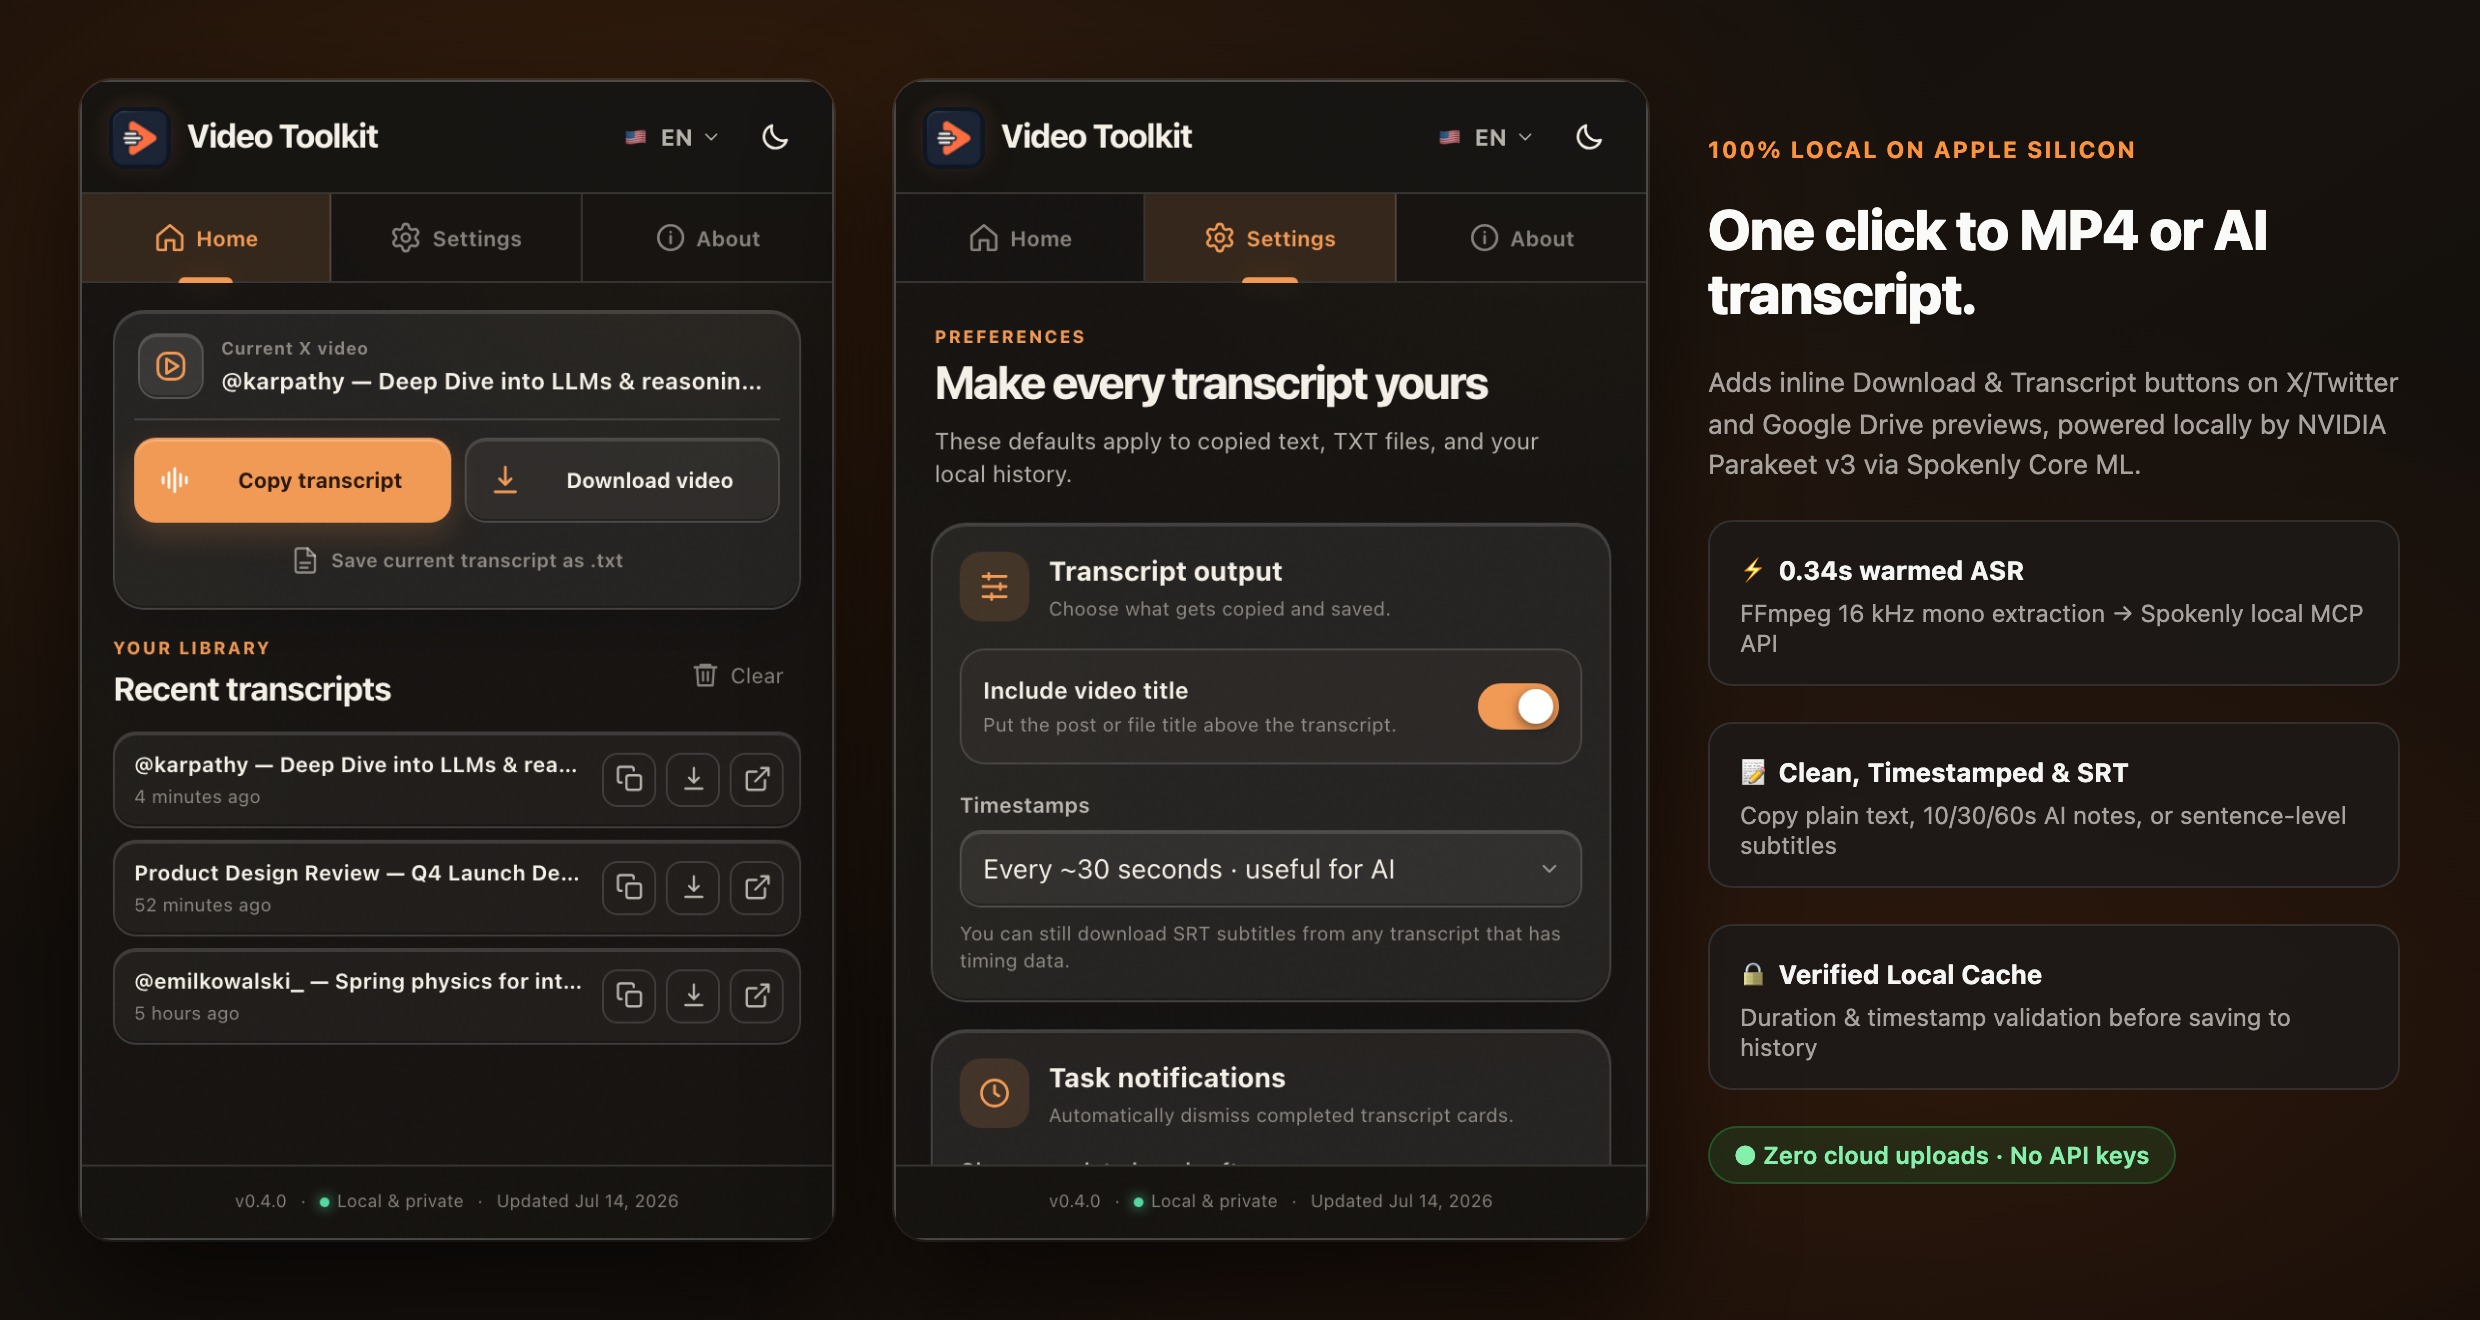 Video Toolkit
EN
Home
Settings
About
Current X video
@karpathy — Deep Dive into LLMs & reasonin...
Copy transcript
Download video
Save current transcript as .txt
YOUR LIBRARY
Recent transcripts
Clear
@karpathy — Deep Dive into LLMs & rea...
4 minutes ago
Product Design Review — Q4 Launch De...
52 minutes ago
@emilkowalski_ — Spring physics for int...
5 hours ago
v0.4.0 · Local & private · Updated Jul 14, 2026
Video Toolkit
EN
Home
Settings
About
PREFERENCES
Make every transcript yours
These defaults apply to copied text, TXT files, and your
local history.
Transcript output
Choose what gets copied and saved.
Include video title
Put the post or file title above the transcript.
Timestamps
Every ~30 seconds · useful for AI
You can still download SRT subtitles from any transcript that has
timing data.
Task notifications
Automatically dismiss completed transcript cards.
v0.4.0 · Local & private · Updated Jul 14, 2026
100% LOCAL ON APPLE SILICON
One click to MP4 or AI
transcript.
Adds inline Download & Transcript buttons on X/Twitter
and Google Drive previews, powered locally by NVIDIA
Parakeet v3 via Spokenly Core ML.
⚡ 0.34s warmed ASR
FFmpeg 16 kHz mono extraction → Spokenly local MCP
API
📝 Clean, Timestamped & SRT
Copy plain text, 10/30/60s AI notes, or sentence-level
subtitles
🔒 Verified Local Cache
Duration & timestamp validation before saving to
history
Zero cloud uploads · No API keys